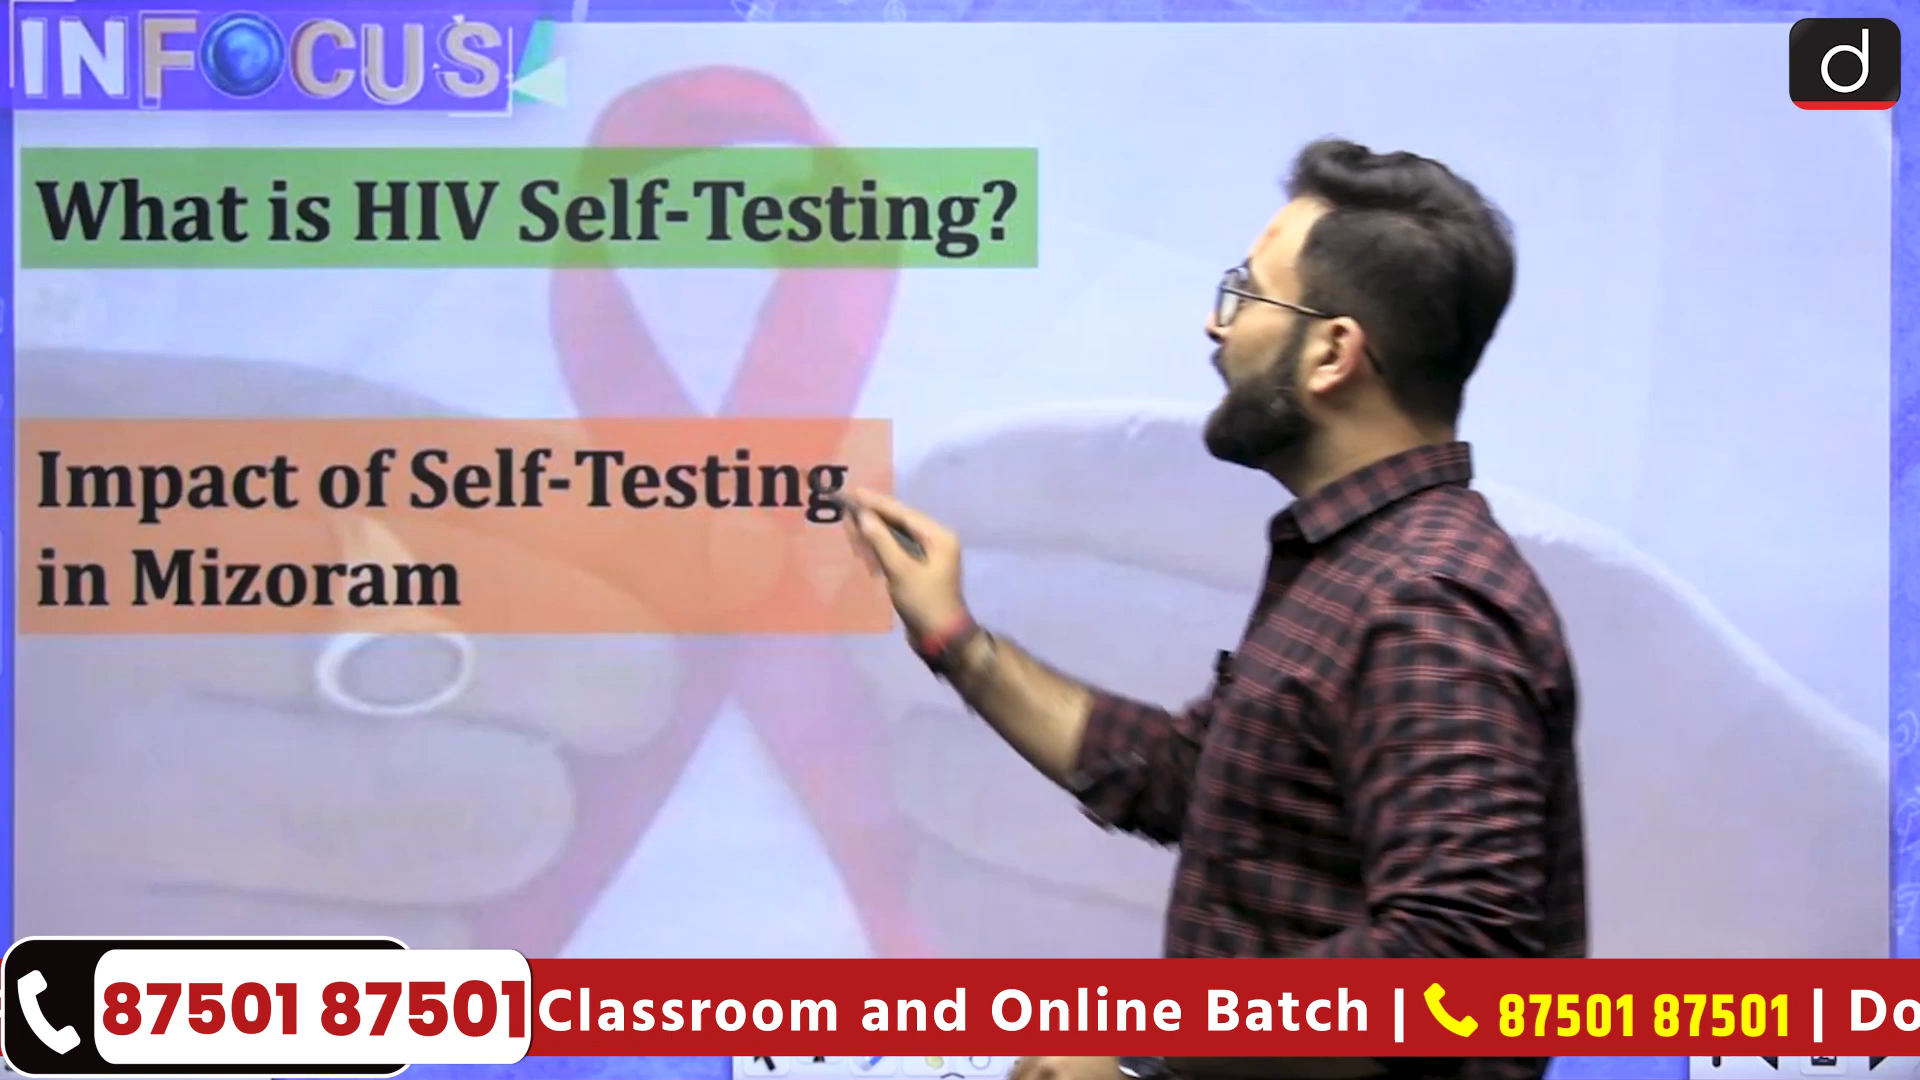 INFOCUS
d
What is HIV Self-Testing?
Impact of Self-Testing
in Mizoram
87501 87501
Classroom and Online Batch | 87501 87501 | Do